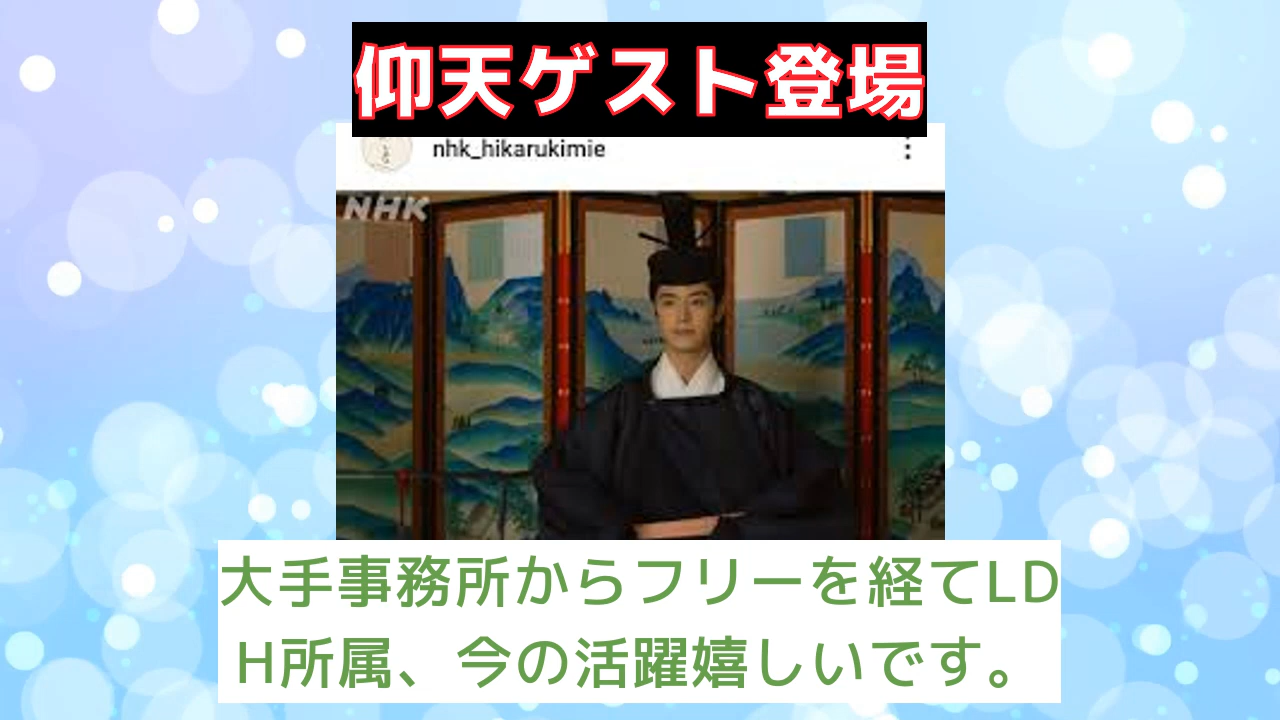 仰天ゲスト登場
nhk_hikarukimie
NHK
大手事務所からフリーを経てLD
H所属、今の活躍嬉しいです。